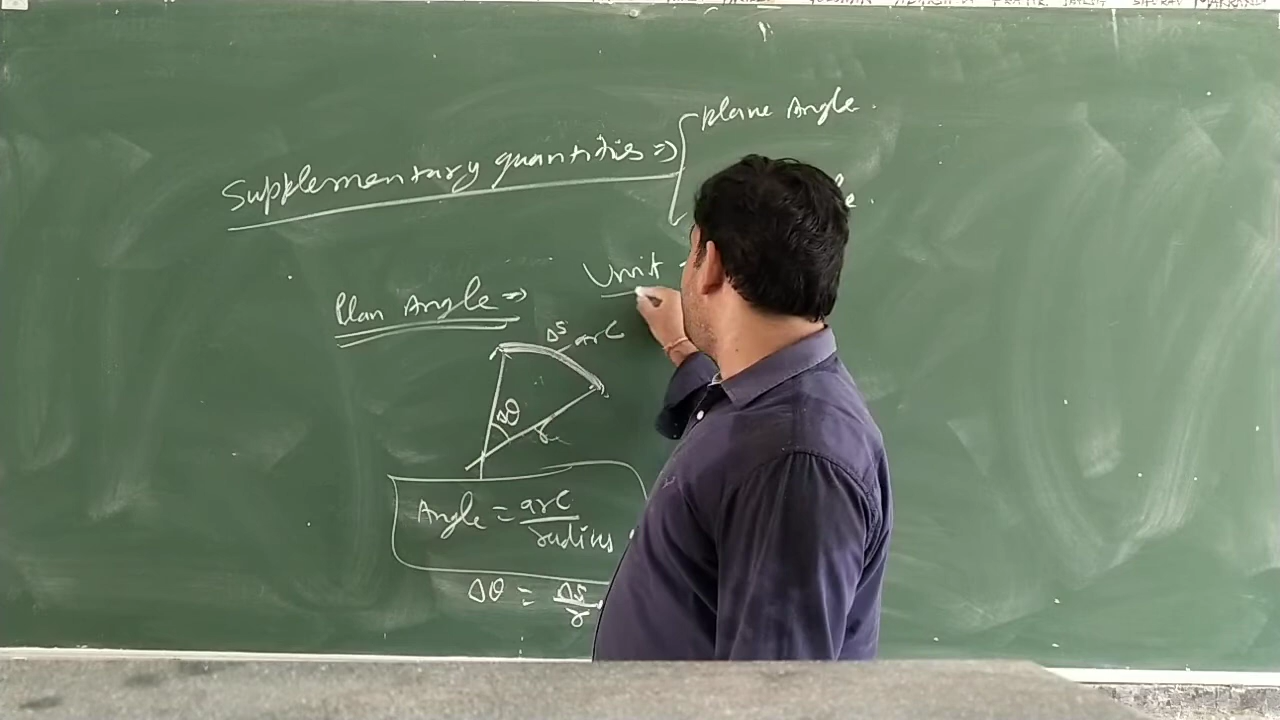 Supplementary quantities ⇒
Plane Angle.
Plan Angle ⇒
Unit
Δs
arc
Δθ
r
Angle = arc/radius
Δθ = Δs/r